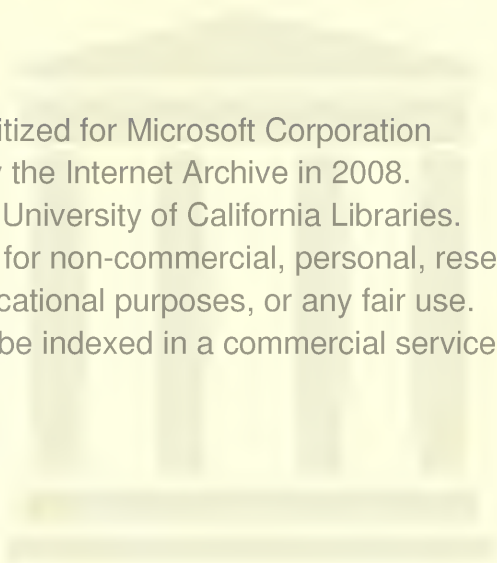 itized for Microsoft Corporation
the Internet Archive in 2008.
University of California Libraries.
for non-commercial, personal, rese
cational purposes, or any fair use.
be indexed in a commercial service